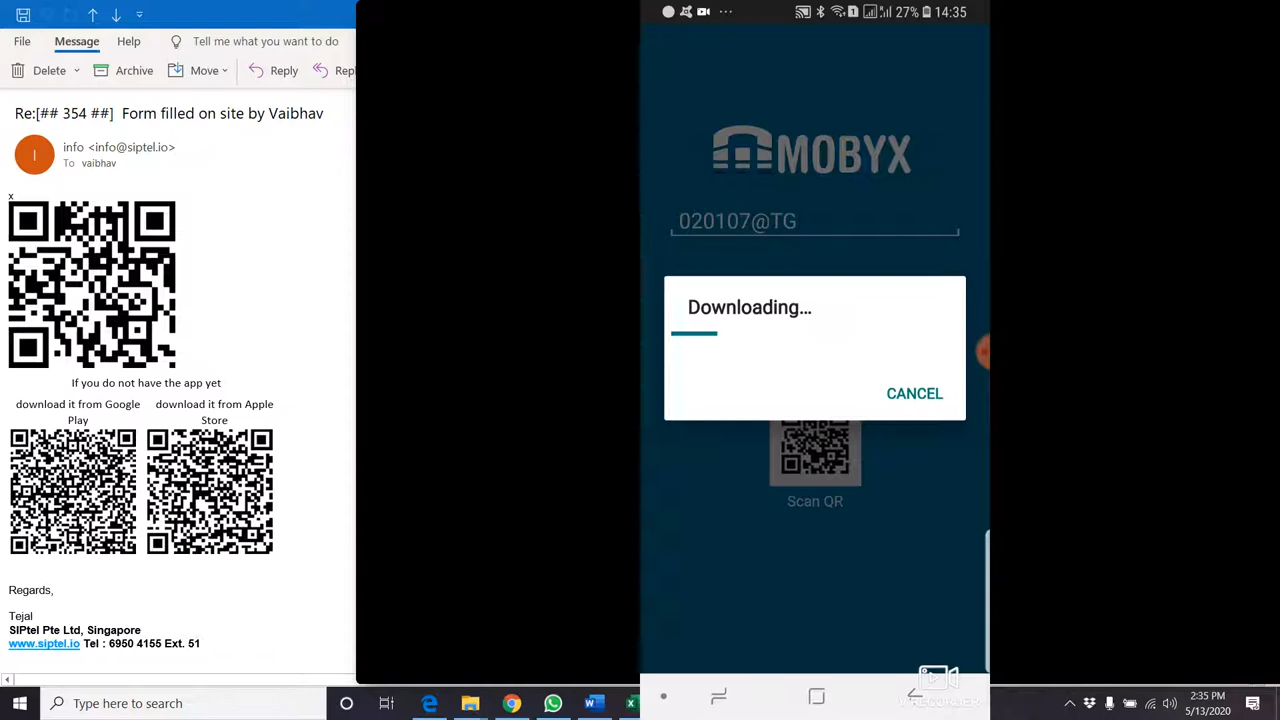 File Message Help Tell me what you want to do
Delete Archive Move Reply Repl
Re:[## 354 ##] Form filled on site by Vaibhav
I
info <info@siptel.io>
To vaibhav
x
If you do not have the app yet
download it from Google Play
download it from Apple Store
Regards,
Tejal
SIPtel Pte Ltd, Singapore
www.siptel.io Tel : 6950 4155 Ext. 51
27% 14:35
MOBYX
020107@TG
Downloading...
CANCEL
Scan QR
Type here to search
2:35 PM
5/13/2020